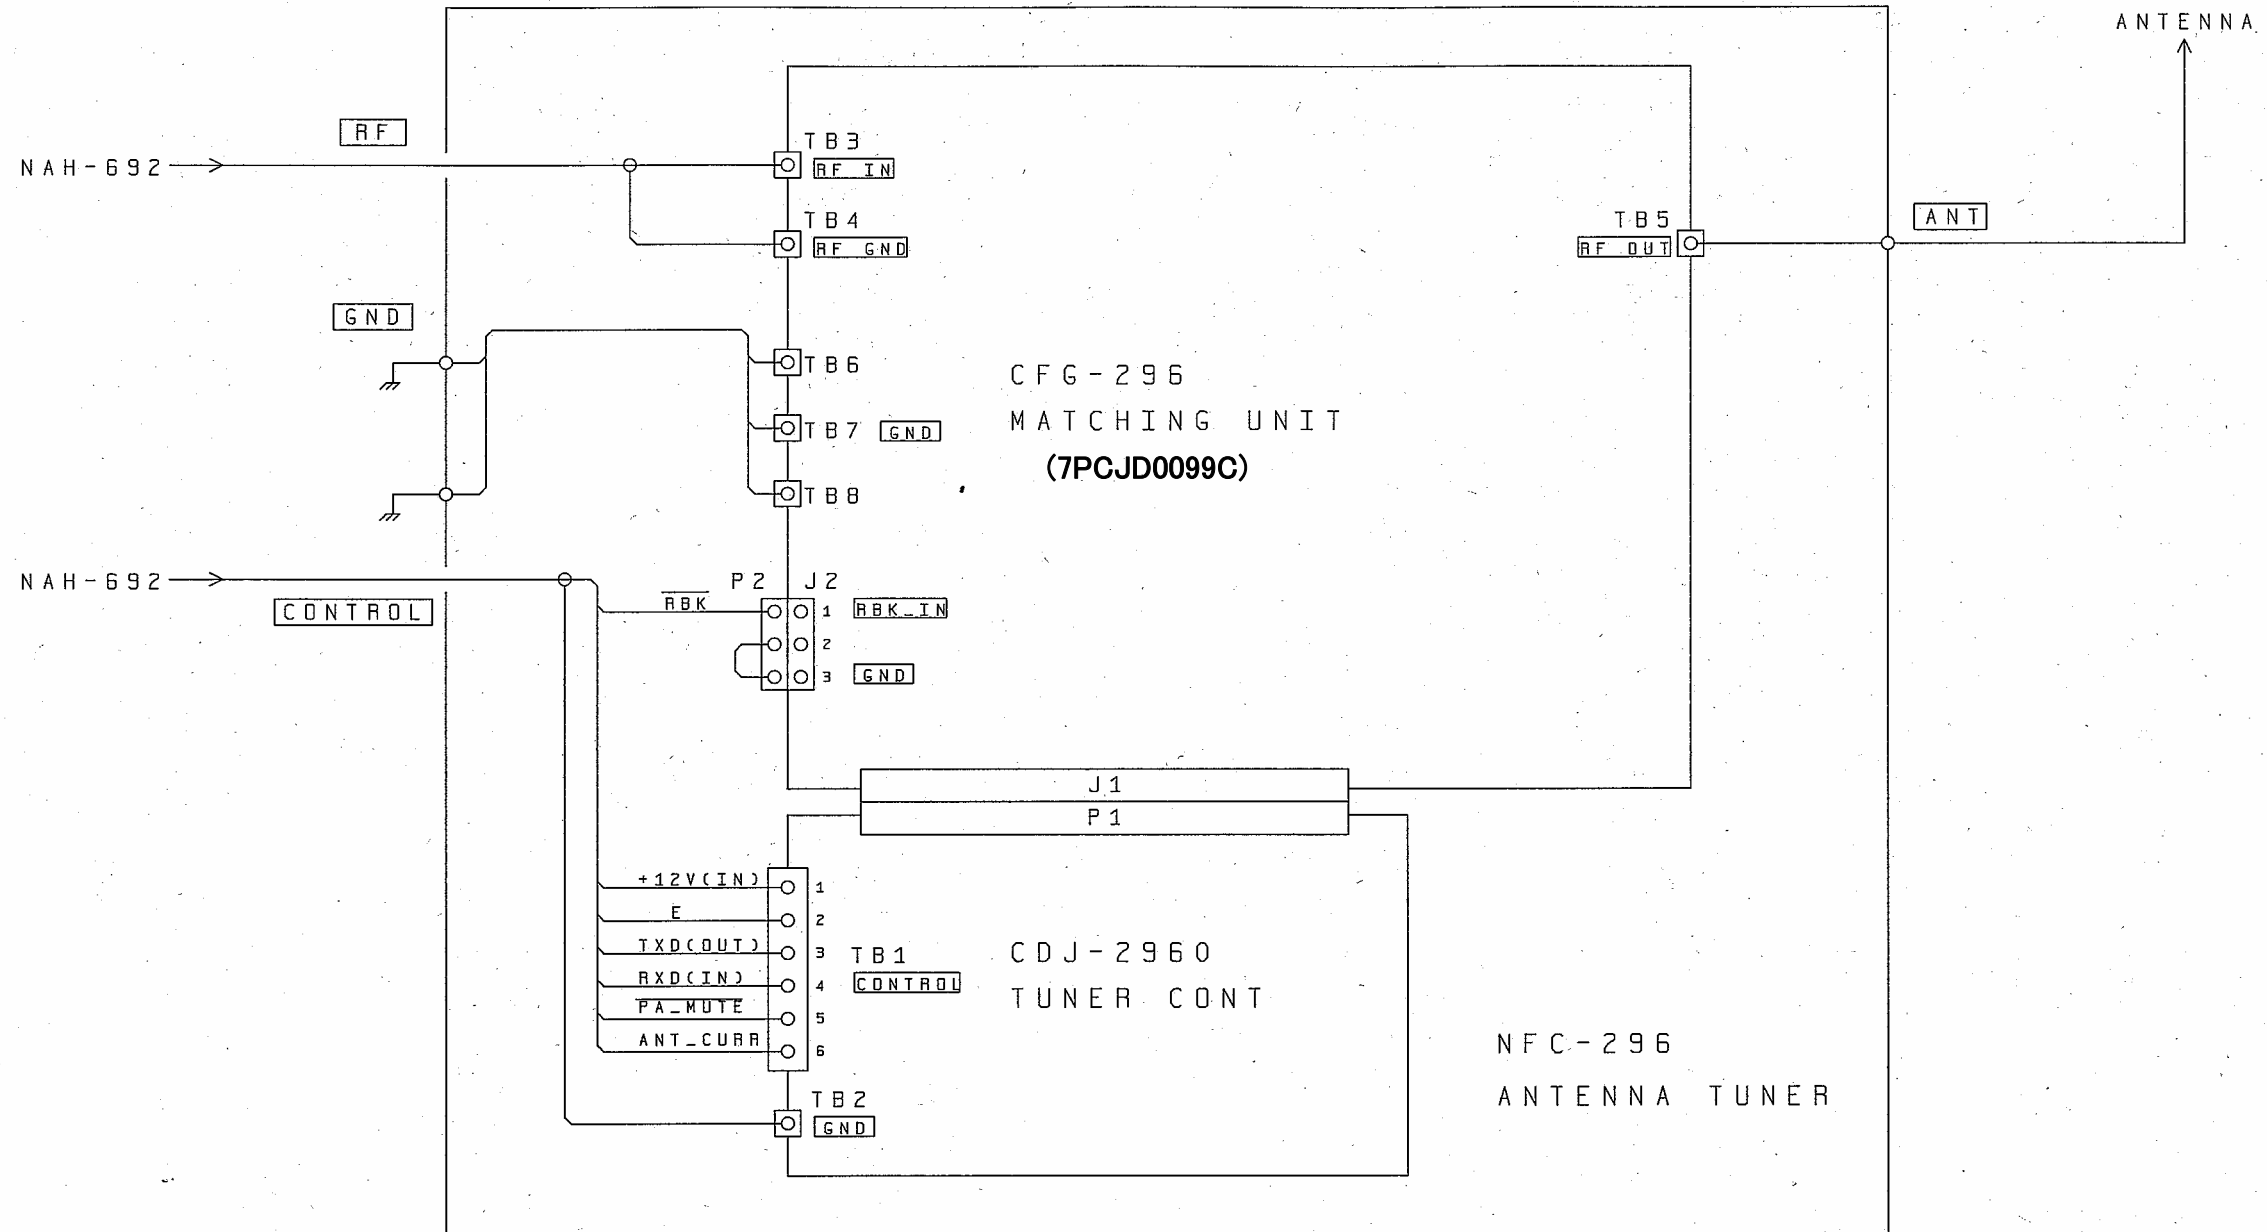 ANTENNA
RF
NAH-692
TB3
RF IN
TB4
RF GND
TB5
RF OUT
ANT
GND
TB6
TB7 GND
TB8
CFG-296
MATCHING UNIT
(7PCJD0099C)
NAH-692
CONTROL
P2 J2
RBK
1 RBK_IN
2
3 GND
J1
P1
+12V(IN) 1
E 2
TXD(OUT) 3
RXD(IN) 4
PA_MUTE 5
ANT_CURR 6
TB1
CONTROL
CDJ-2960
TUNER CONT
TB2
GND
NFC-296
ANTENNA TUNER